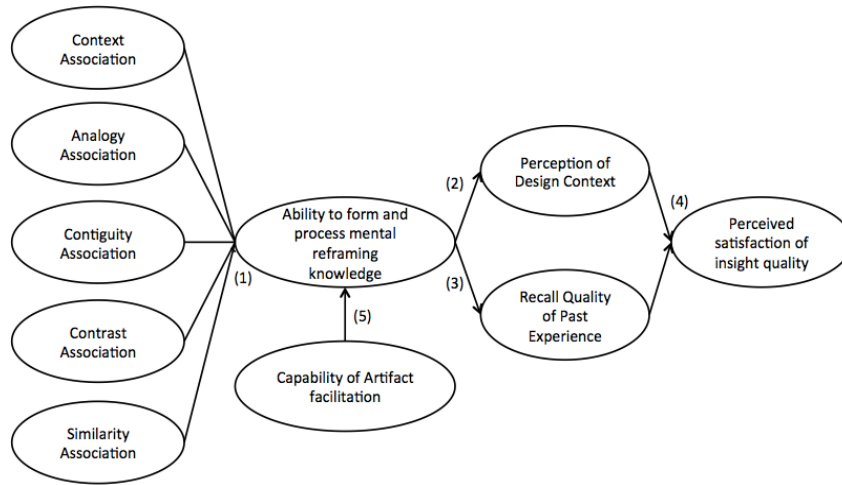 Context
Association
Analogy
Association
Contiguity
Association
Contrast
Association
Similarity
Association
(1)
Ability to form and
process mental
reframing
knowledge
(5)
Capability of Artifact
facilitation
(2)
(3)
Perception of
Design Context
Recall Quality
of Past
Experience
(4)
Perceived
satisfaction of
insight quality